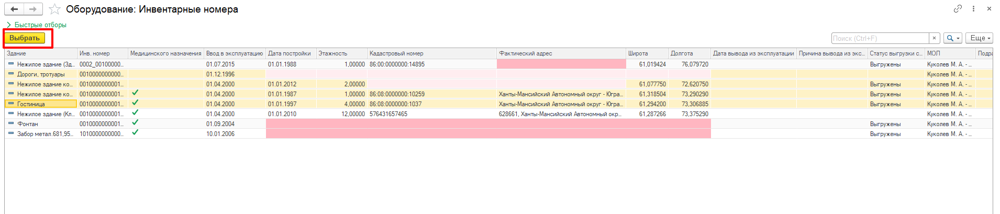 Оборудование: Инвентарные номера
Быстрые отборы
Выбрать
Поиск (Ctrl+F) × Еще
Здание Инв. номер Медицинского назначения Ввод в эксплуатацию Дата постройки Этажность Кадастровый номер Фактический адрес Широта Долгота Дата вывода из эксплуатации Причина вывода из экс... Статус выгрузки с... МОЛ Подра
Нежилое здание (Зд... 0002_00100000... 01.07.2015 01.01.1988 1,00000 86:00:0000000:14895 61,019424 76,079720 Выгружены Куколев М. А. - ...
Дороги, тротуары 0010000000000... 01.12.1996 Куколев М. А. - ...
Нежилое здание ко... 0010000000001... 01.04.2000 01.01.2012 2,00000 61,077750 72,620750 Выгружены Куколев М. А. - ...
Нежилое здание ко... 0010000000001... 01.04.2000 01.01.1987 1,00000 86:08:0000000:10259 Ханты-Мансийский Автономный округ - Югра... 61,318504 73,290290 Выгружены Куколев М. А. - ...
Гостиница 0010000000001... 01.04.2000 01.01.1997 4,00000 86:08:0000000:1037 Ханты-Мансийский Автономный округ - Югра... 61,294200 73,306885 Выгружены Куколев М. А. - ...
Нежилое здание (Кл... 0010000000001... 01.04.2000 01.01.2010 12,00000 576431657465 628661, Ханты-Мансийский Автономный окр... 61,287266 73,375290 Куколев М. А. - ...
Фонтан 0010000000001... 01.09.2004 Выгружены Куколев М. А. - ...
Забор метал.681,95... 1010000000000... 10.01.2006 Выгружены Куколев М. А. - ...